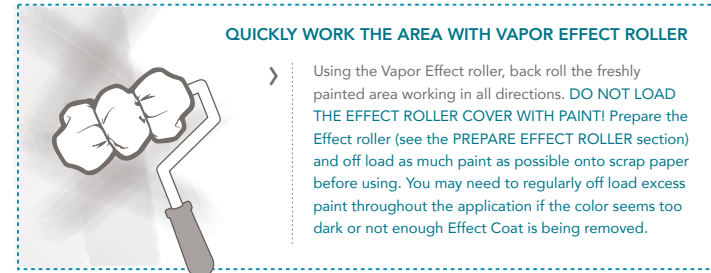 QUICKLY WORK THE AREA WITH VAPOR EFFECT ROLLER
Using the Vapor Effect roller, back roll the freshly
painted area working in all directions. DO NOT LOAD
THE EFFECT ROLLER COVER WITH PAINT! Prepare the
Effect roller (see the PREPARE EFFECT ROLLER section)
and off load as much paint as possible onto scrap paper
before using. You may need to regularly off load excess
paint throughout the application if the color seems too
dark or not enough Effect Coat is being removed.